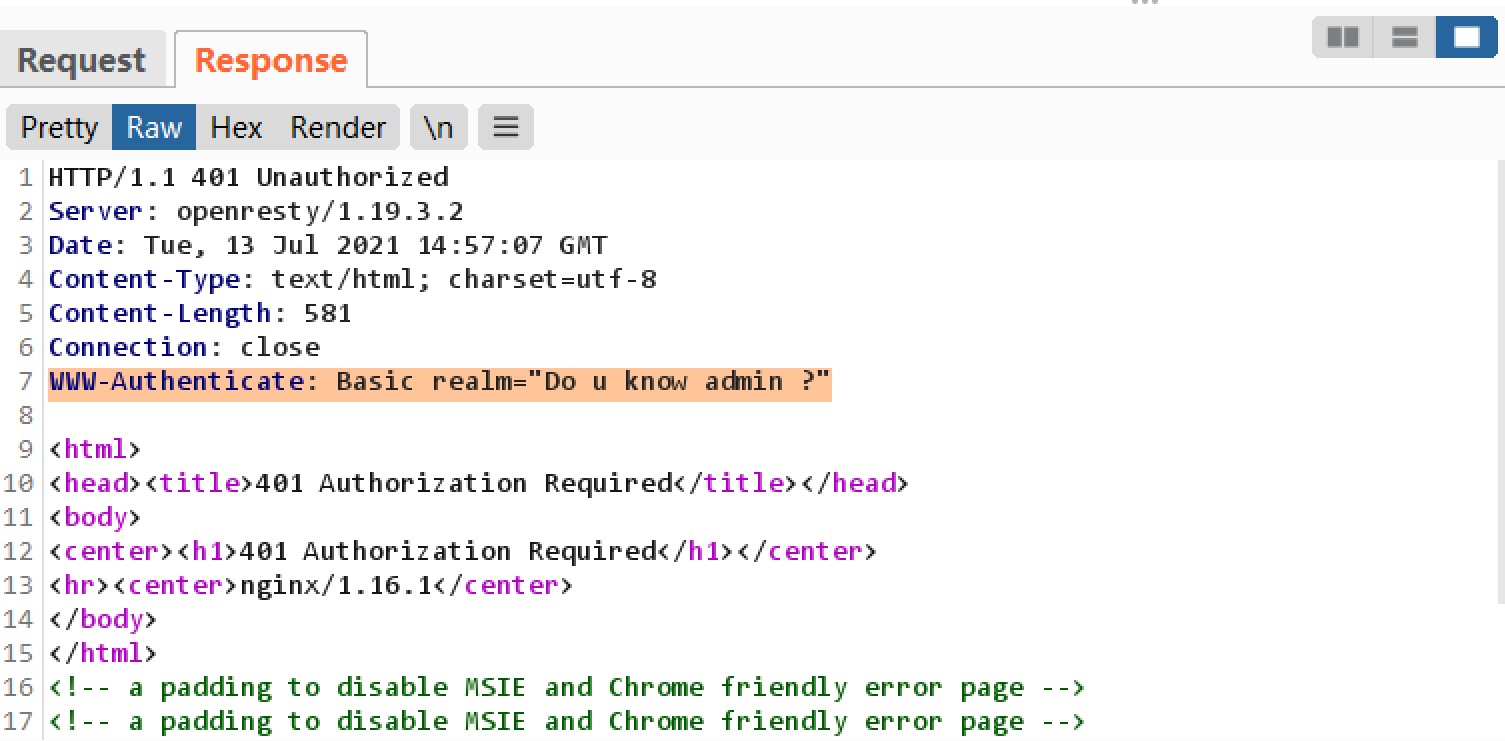 Request Response
Pretty Raw Hex Render \n
1 HTTP/1.1 401 Unauthorized
2 Server: openresty/1.19.3.2
3 Date: Tue, 13 Jul 2021 14:57:07 GMT
4 Content-Type: text/html; charset=utf-8
5 Content-Length: 581
6 Connection: close
7 WWW-Authenticate: Basic realm="Do u know admin ?"
8
9 <html>
10 <head><title>401 Authorization Required</title></head>
11 <body>
12 <center><h1>401 Authorization Required</h1></center>
13 <hr><center>nginx/1.16.1</center>
14 </body>
15 </html>
16 <!-- a padding to disable MSIE and Chrome friendly error page -->
17 <!-- a padding to disable MSIE and Chrome friendly error page -->